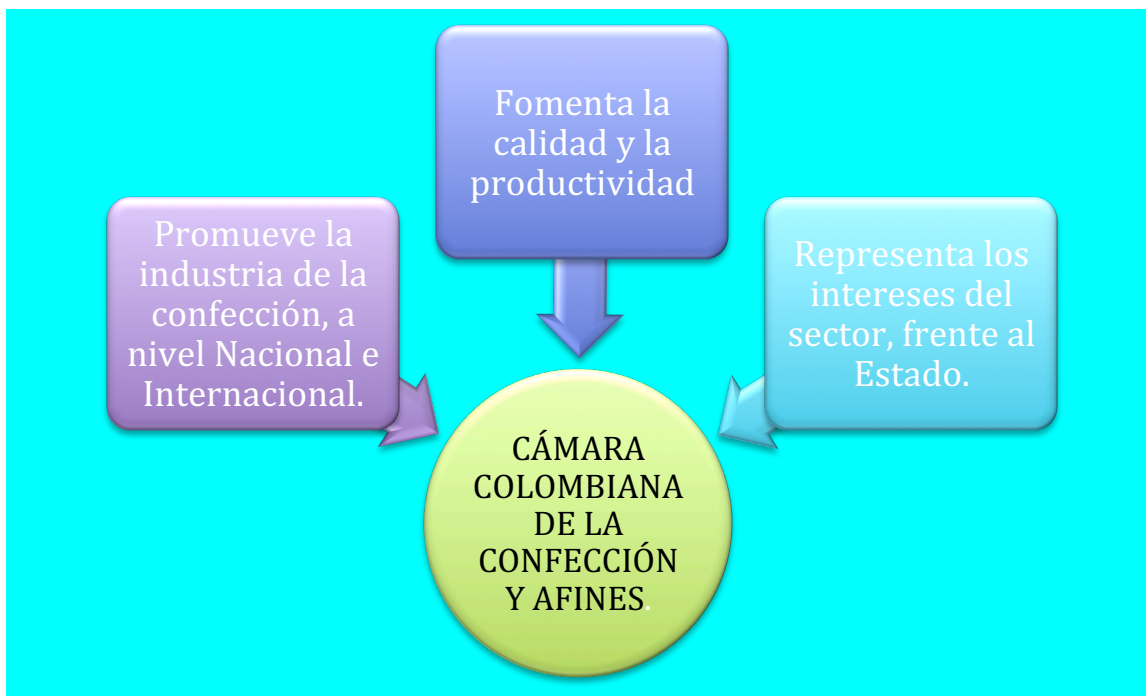 Fomenta la
calidad y la
productividad
Promueve la
industria de la
confección, a
nivel Nacional e
Internacional.
Representa los
intereses del
sector, frente al
Estado.
CÁMARA
COLOMBIANA
DE LA
CONFECCIÓN
Y AFINES.